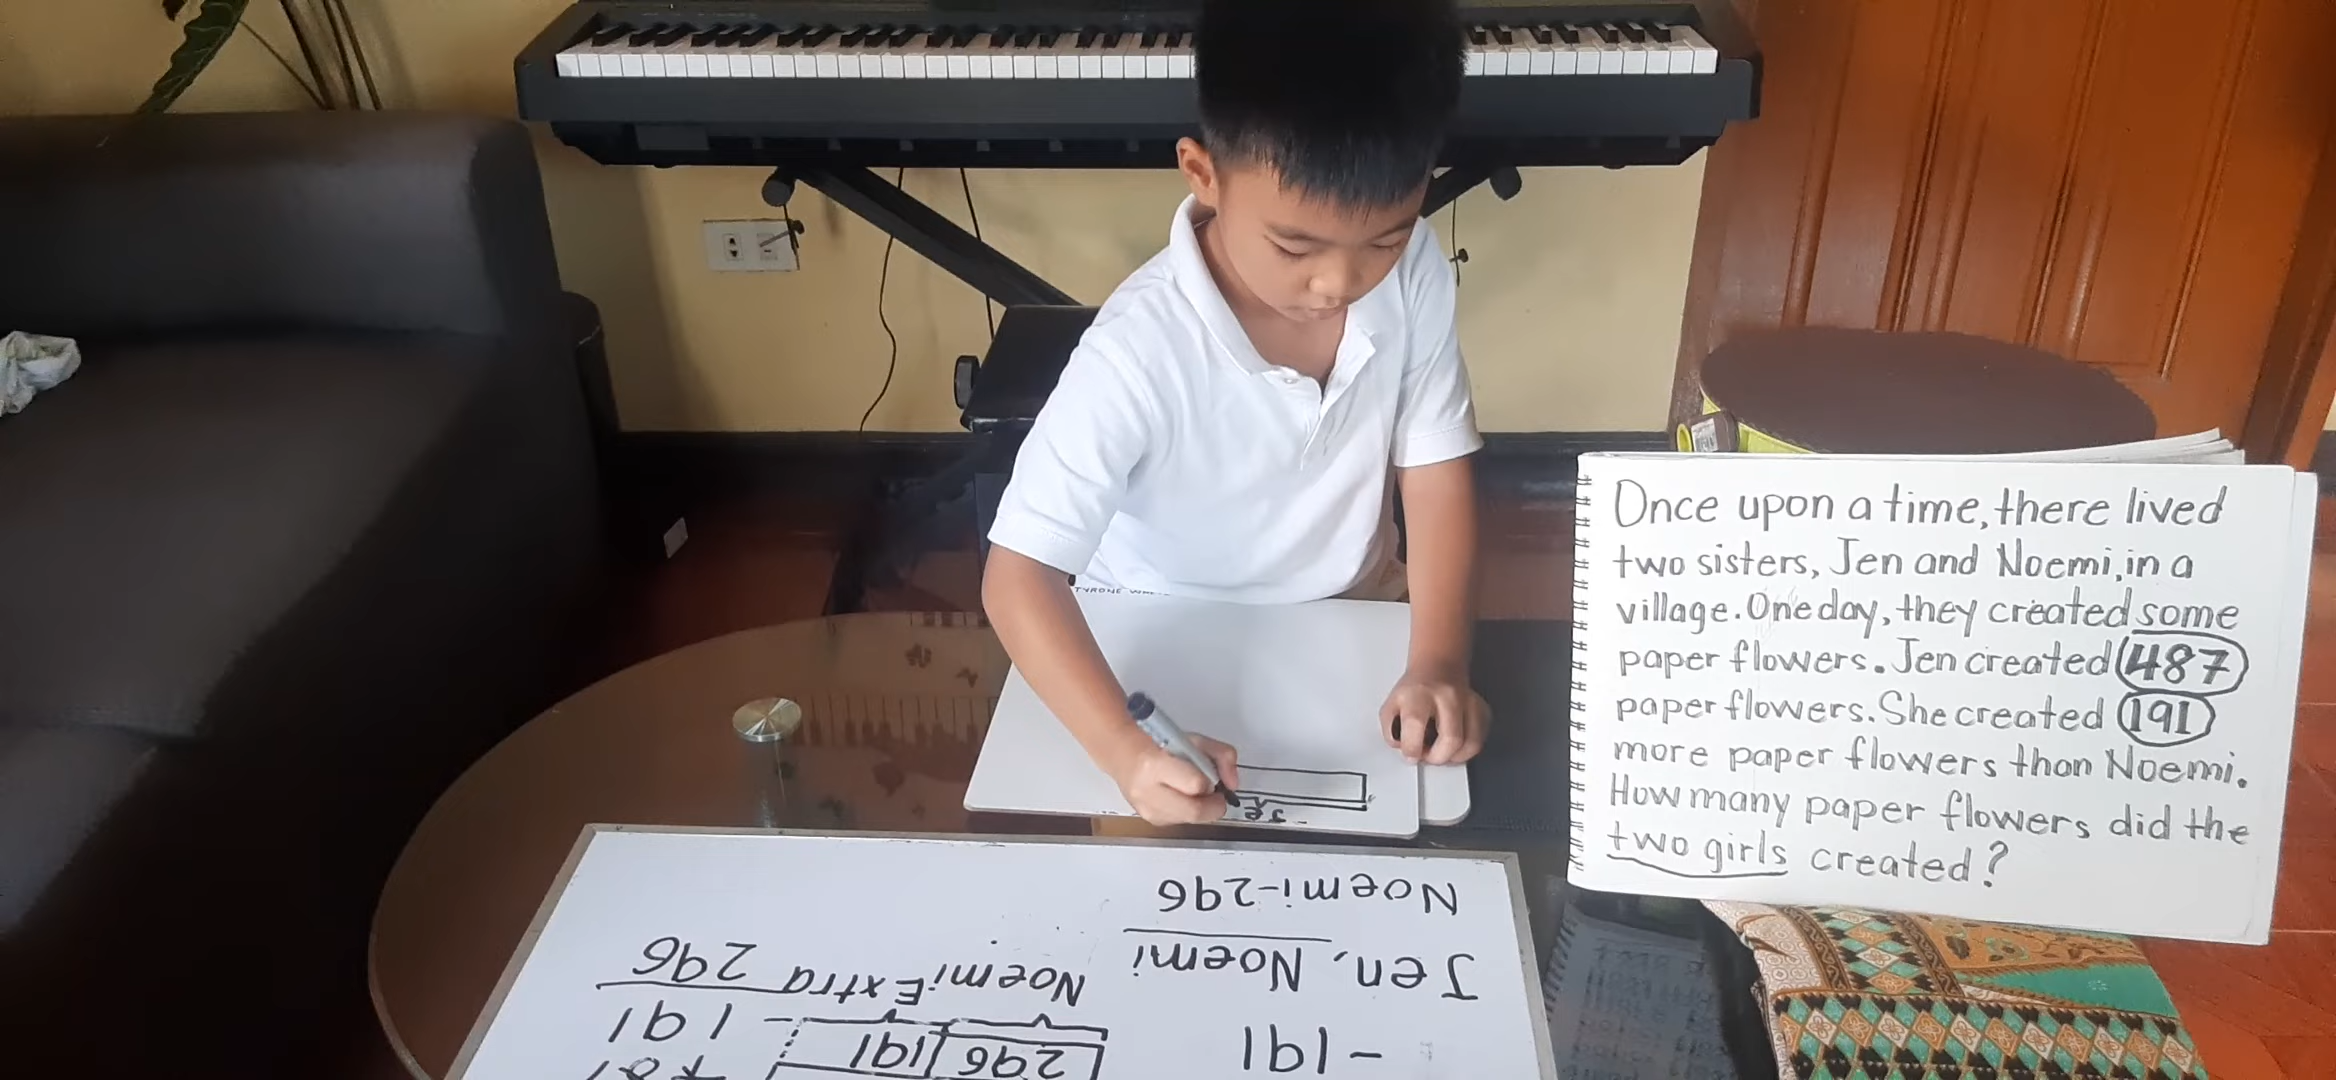 Once upon a time, there lived
two sisters, Jen and Noemi, in a
village. One day, they created some
paper flowers. Jen created 487
paper flowers. She created 191
more paper flowers than Noemi.
How many paper flowers did the
two girls created?
TYRONE
Je
-191
296 191
- 191
Jen, Noemi
Noemi Extra 296
Noemi-296